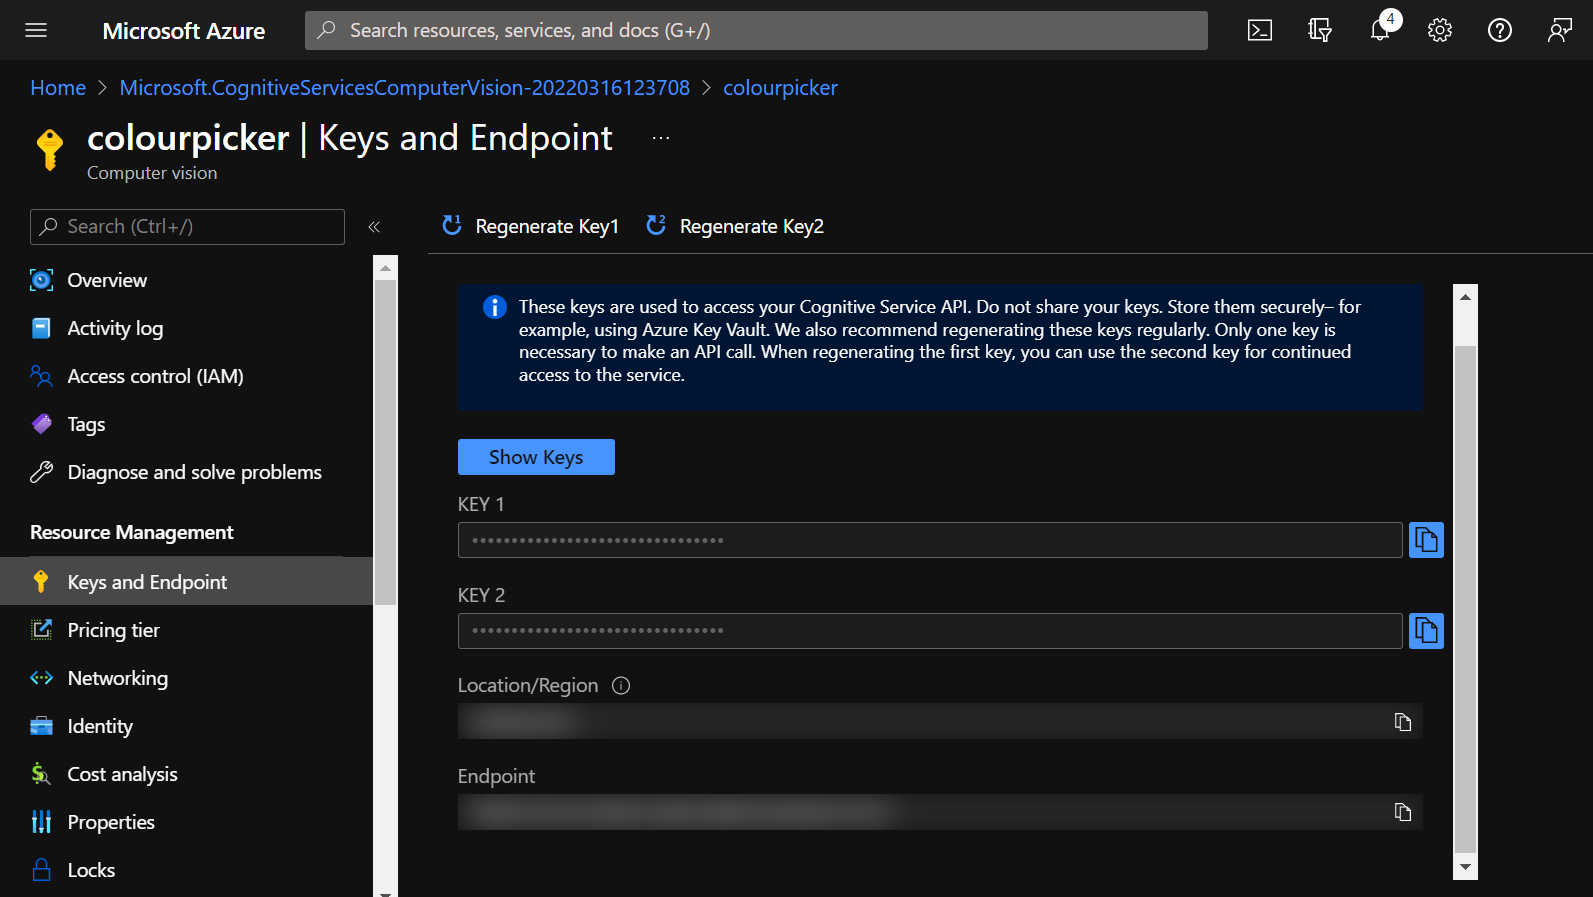 Microsoft Azure
Search resources, services, and docs (G+/)
4
Home > Microsoft.CognitiveServicesComputerVision-20220316123708 > colourpicker
colourpicker | Keys and Endpoint ...
Computer vision
Search (Ctrl+/)
«
Overview
Activity log
Access control (IAM)
Tags
Diagnose and solve problems
Resource Management
Keys and Endpoint
Pricing tier
Networking
Identity
Cost analysis
Properties
Locks
1 Regenerate Key1
2 Regenerate Key2
These keys are used to access your Cognitive Service API. Do not share your keys. Store them securely– for
example, using Azure Key Vault. We also recommend regenerating these keys regularly. Only one key is
necessary to make an API call. When regenerating the first key, you can use the second key for continued
access to the service.
Show Keys
KEY 1
••••••••••••••••••••••••••••••••
KEY 2
••••••••••••••••••••••••••••••••
Location/Region
Endpoint